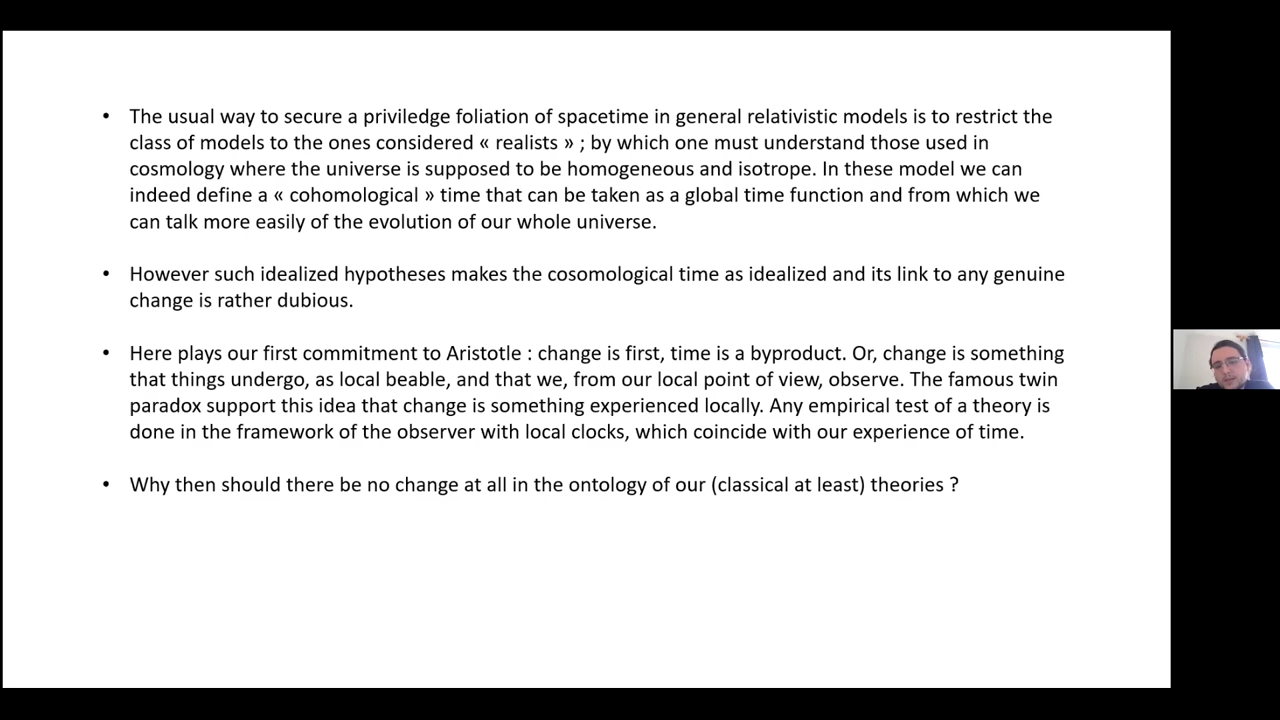 • The usual way to secure a priviledge foliation of spacetime in general relativistic models is to restrict the
class of models to the ones considered « realists » ; by which one must understand those used in
cosmology where the universe is supposed to be homogeneous and isotrope. In these model we can
indeed define a « cohomological » time that can be taken as a global time function and from which we
can talk more easily of the evolution of our whole universe.
• However such idealized hypotheses makes the cosomological time as idealized and its link to any genuine
change is rather dubious.
• Here plays our first commitment to Aristotle : change is first, time is a byproduct. Or, change is something
that things undergo, as local beable, and that we, from our local point of view, observe. The famous twin
paradox support this idea that change is something experienced locally. Any empirical test of a theory is
done in the framework of the observer with local clocks, which coincide with our experience of time.
• Why then should there be no change at all in the ontology of our (classical at least) theories ?